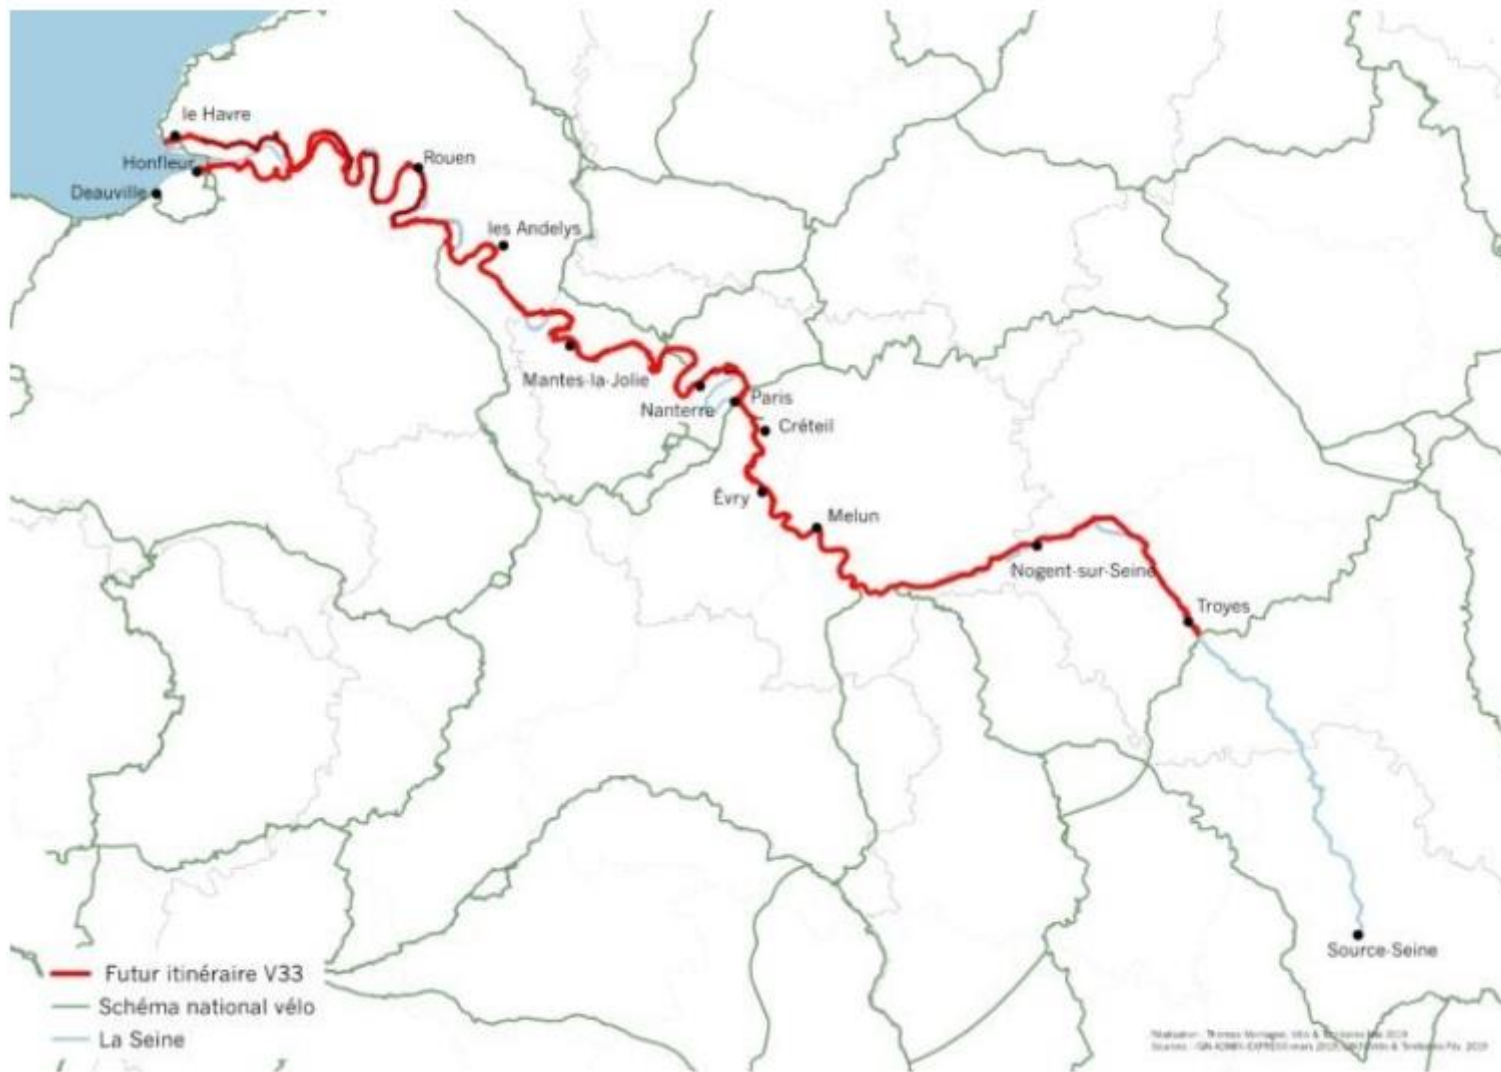 le Havre
Honfleur
Deauville
Rouen
les Andelys
Mantes-la-Jolie
Nanterre
Paris
Créteil
Évry
Melun
Nogent-sur-Seine
Troyes
Source-Seine
Futur itinéraire V33
Schéma national vélo
La Seine